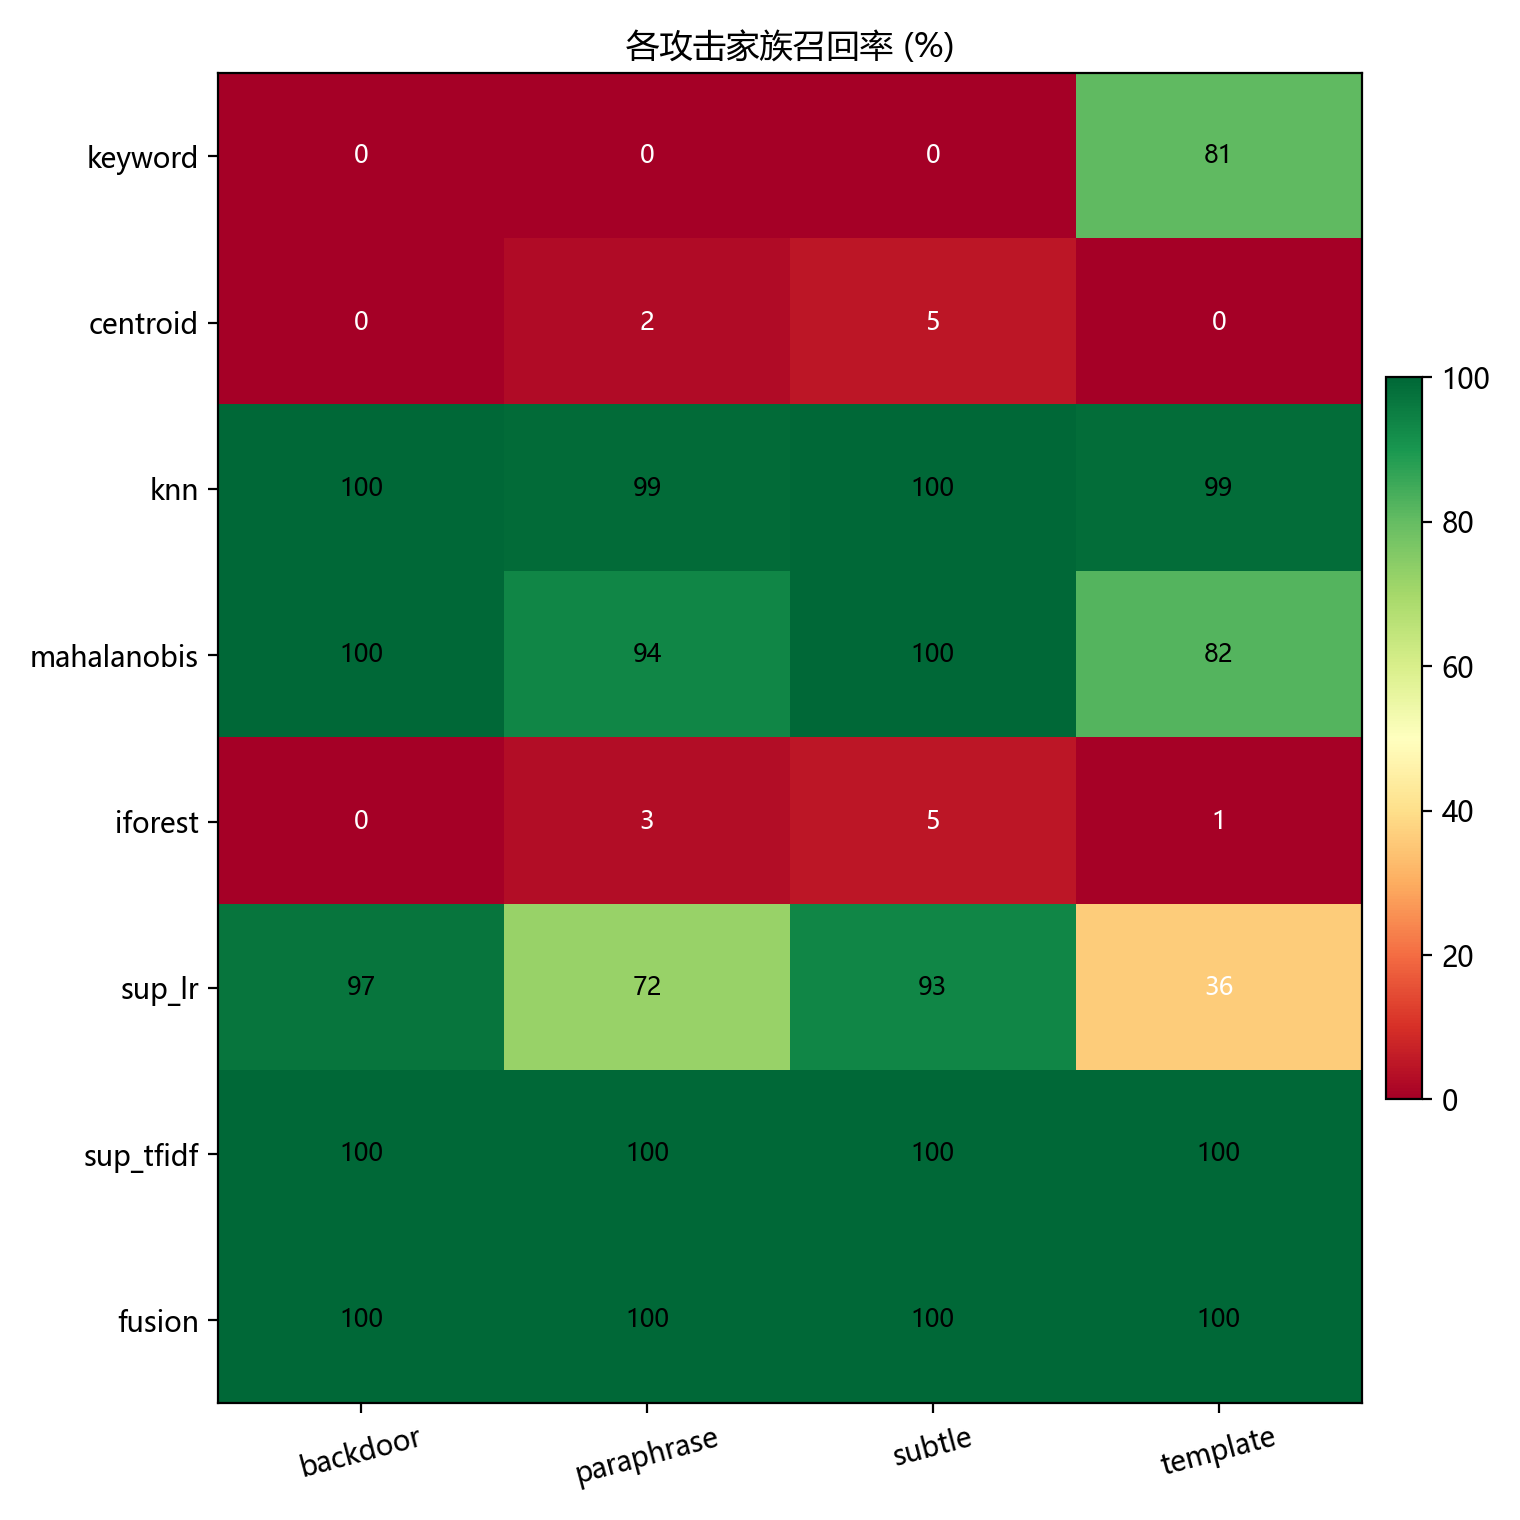 各攻击家族召回率 (%)
keyword 0 0 0 81
centroid 0 2 5 0
knn 100 99 100 99
mahalanobis 100 94 100 82
iforest 0 3 5 1
sup_lr 97 72 93 36
sup_tfidf 100 100 100 100
fusion 100 100 100 100
backdoor paraphrase subtle template
100
80
60
40
20
0